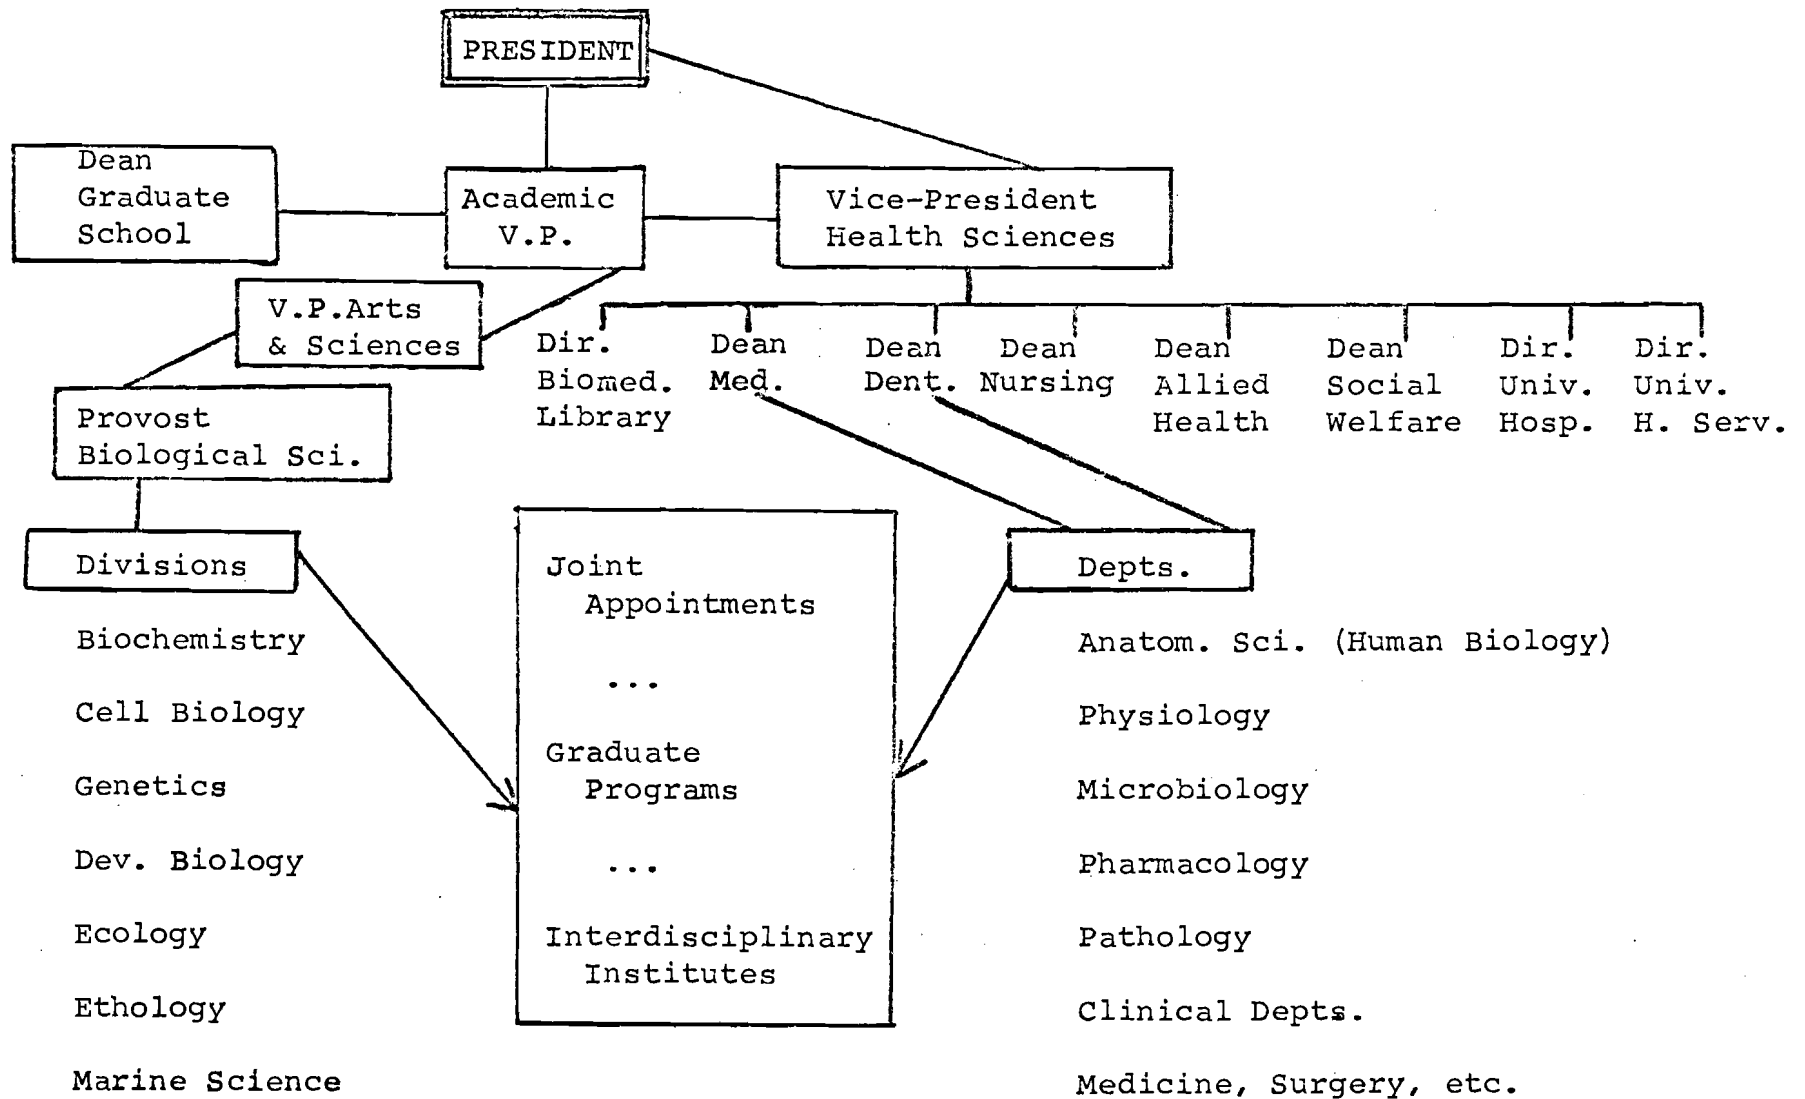 PRESIDENT
Dean
Graduate
School
Academic
V.P.
Vice-President
Health Sciences
V.P.Arts
& Sciences
Provost
Biological Sci.
Dir.
Biomed.
Library
Dean
Med.
Dean
Dent.
Dean
Nursing
Dean
Allied
Health
Dean
Social
Welfare
Dir.
Univ.
Hosp.
Dir.
Univ.
H. Serv.
Divisions
Biochemistry
Cell Biology
Genetics
Dev. Biology
Ecology
Ethology
Marine Science
Joint
Appointments
...
Graduate
Programs
...
Interdisciplinary
Institutes
Depts.
Anatom. Sci. (Human Biology)
Physiology
Microbiology
Pharmacology
Pathology
Clinical Depts.
Medicine, Surgery, etc.